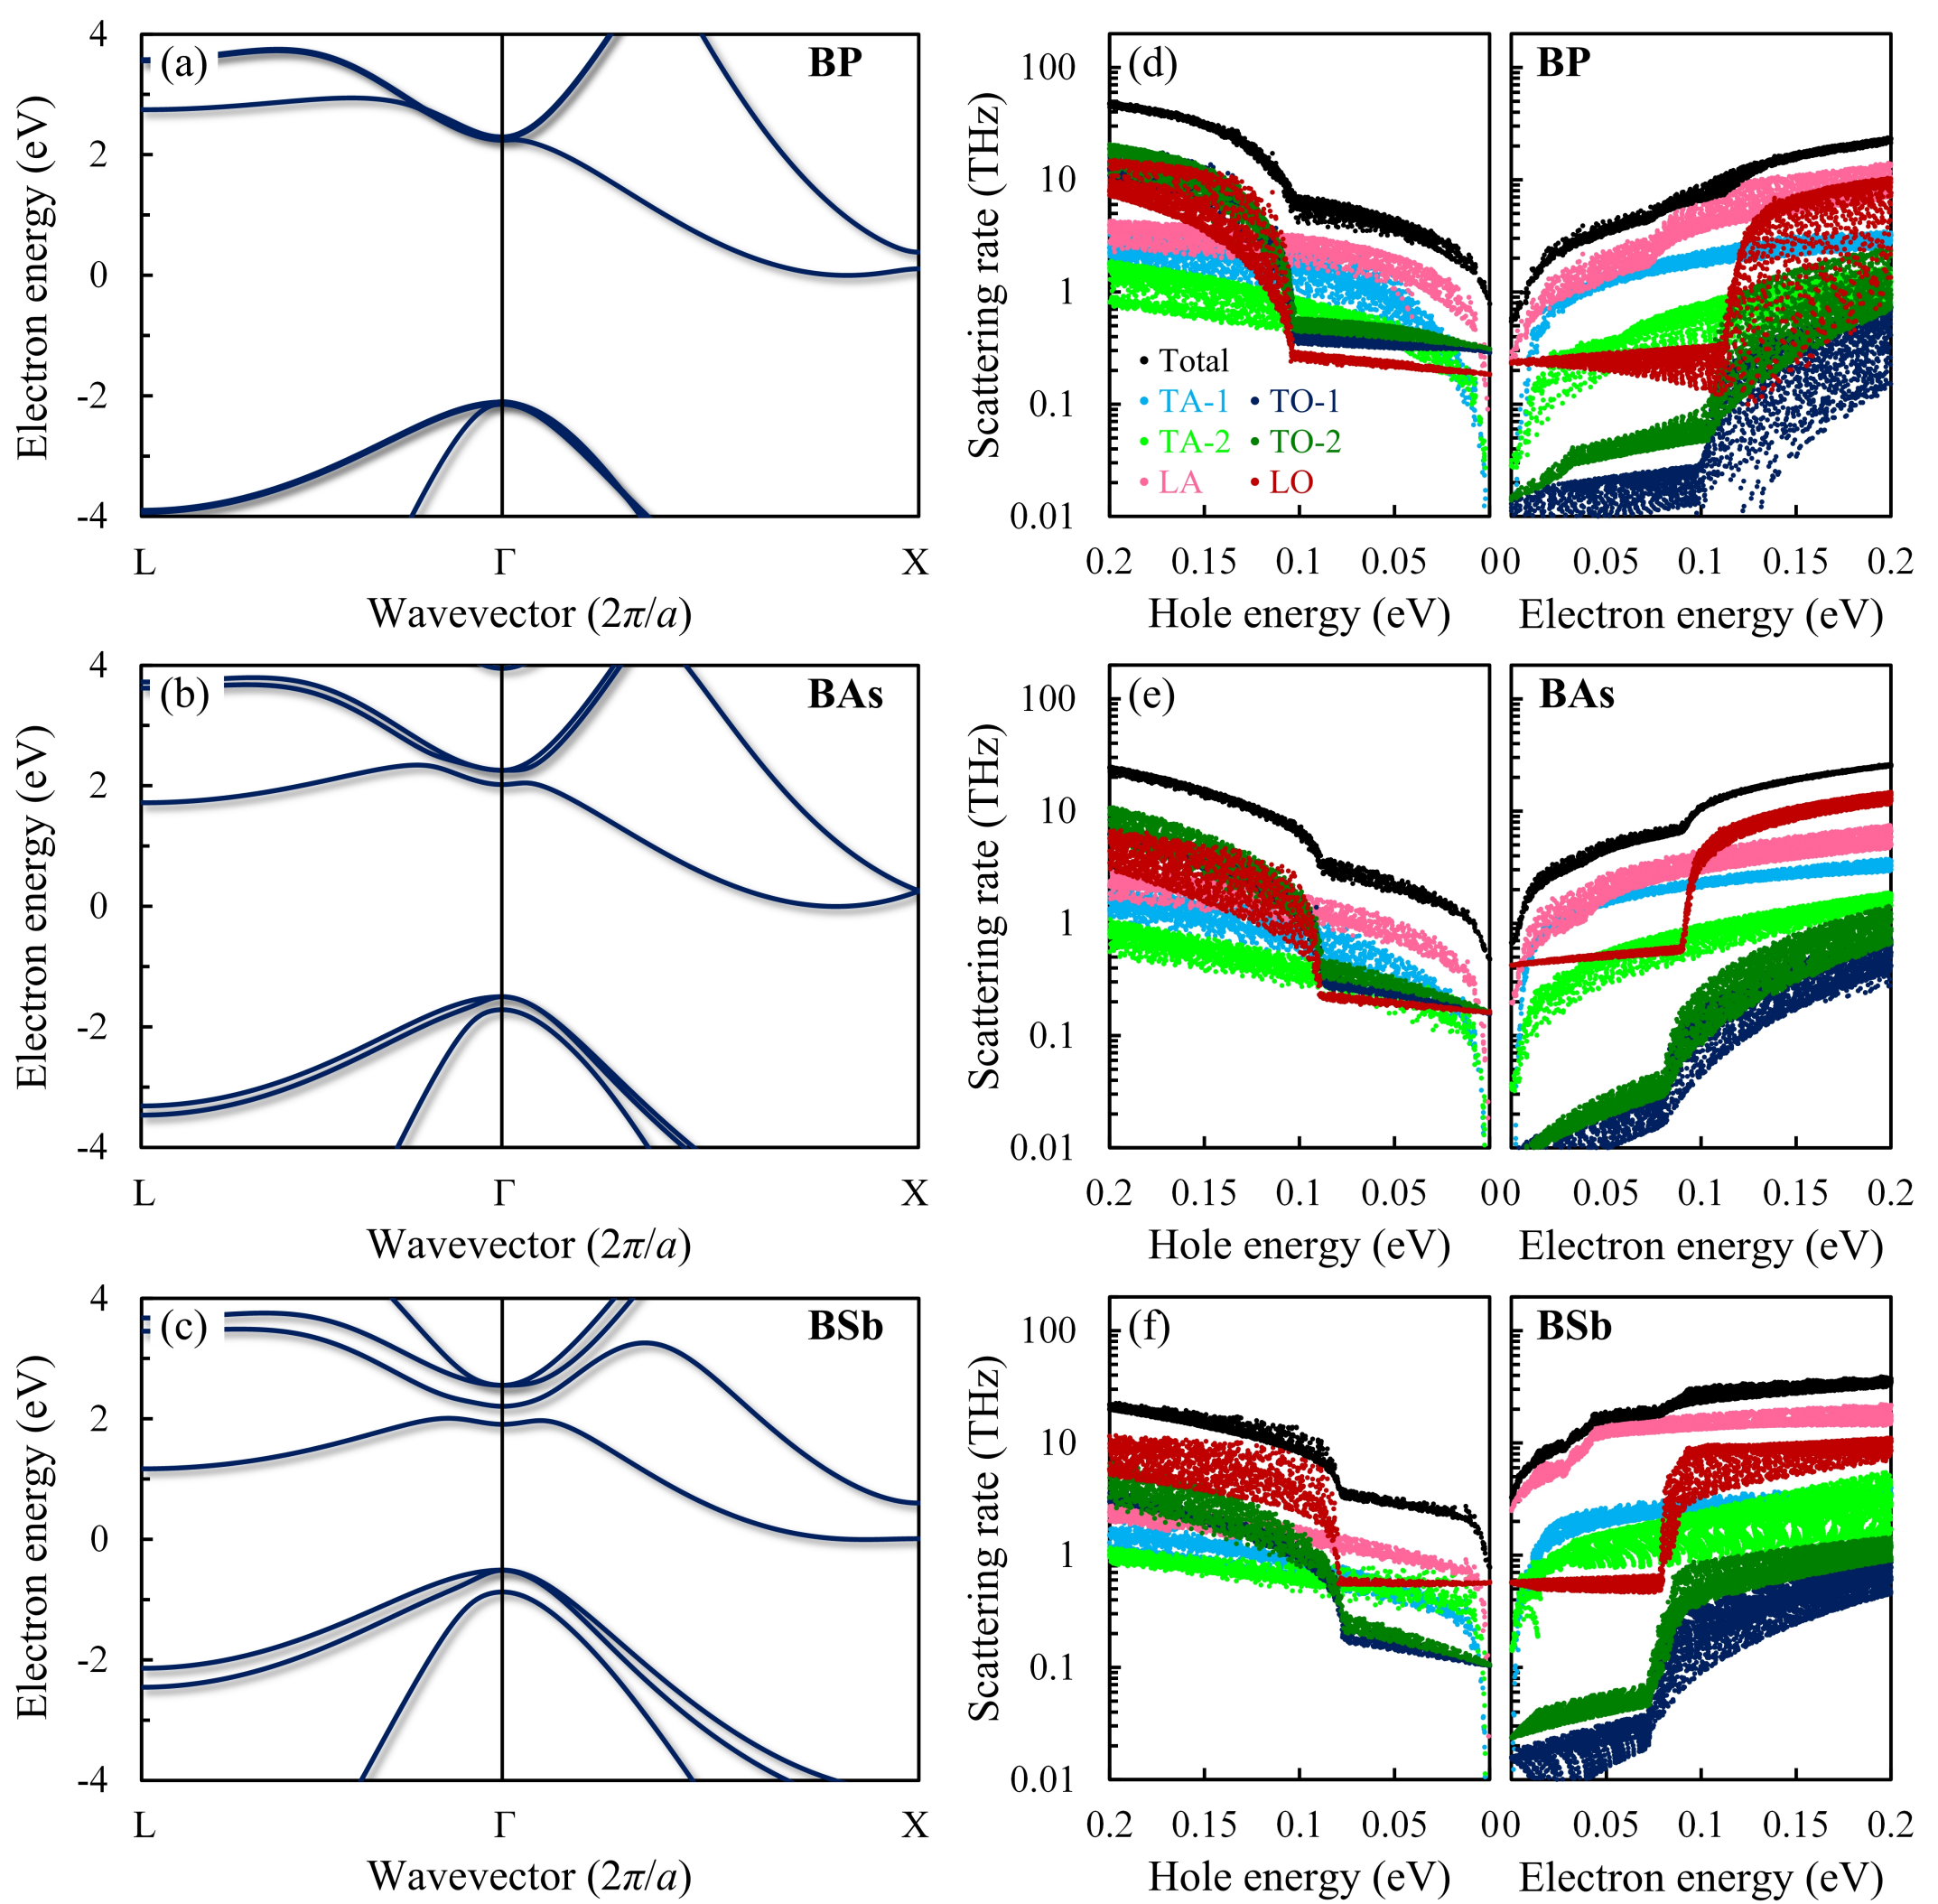 (a)
BP
Electron energy (eV)
4
2
0
-2
-4
L
Γ
X
Wavevector (2π/a)
(d)
BP
Scattering rate (THz)
100
10
1
0.1
0.01
Total
TA-1
TO-1
TA-2
TO-2
LA
LO
0.2
0.15
0.1
0.05
0
0
0.05
0.1
0.15
0.2
Hole energy (eV)
Electron energy (eV)
(b)
BAs
Electron energy (eV)
4
2
0
-2
-4
L
Γ
X
Wavevector (2π/a)
(e)
BAs
Scattering rate (THz)
100
10
1
0.1
0.01
0.2
0.15
0.1
0.05
0
0
0.05
0.1
0.15
0.2
Hole energy (eV)
Electron energy (eV)
(c)
BSb
Electron energy (eV)
4
2
0
-2
-4
L
Γ
X
Wavevector (2π/a)
(f)
BSb
Scattering rate (THz)
100
10
1
0.1
0.01
0.2
0.15
0.1
0.05
0
0
0.05
0.1
0.15
0.2
Hole energy (eV)
Electron energy (eV)